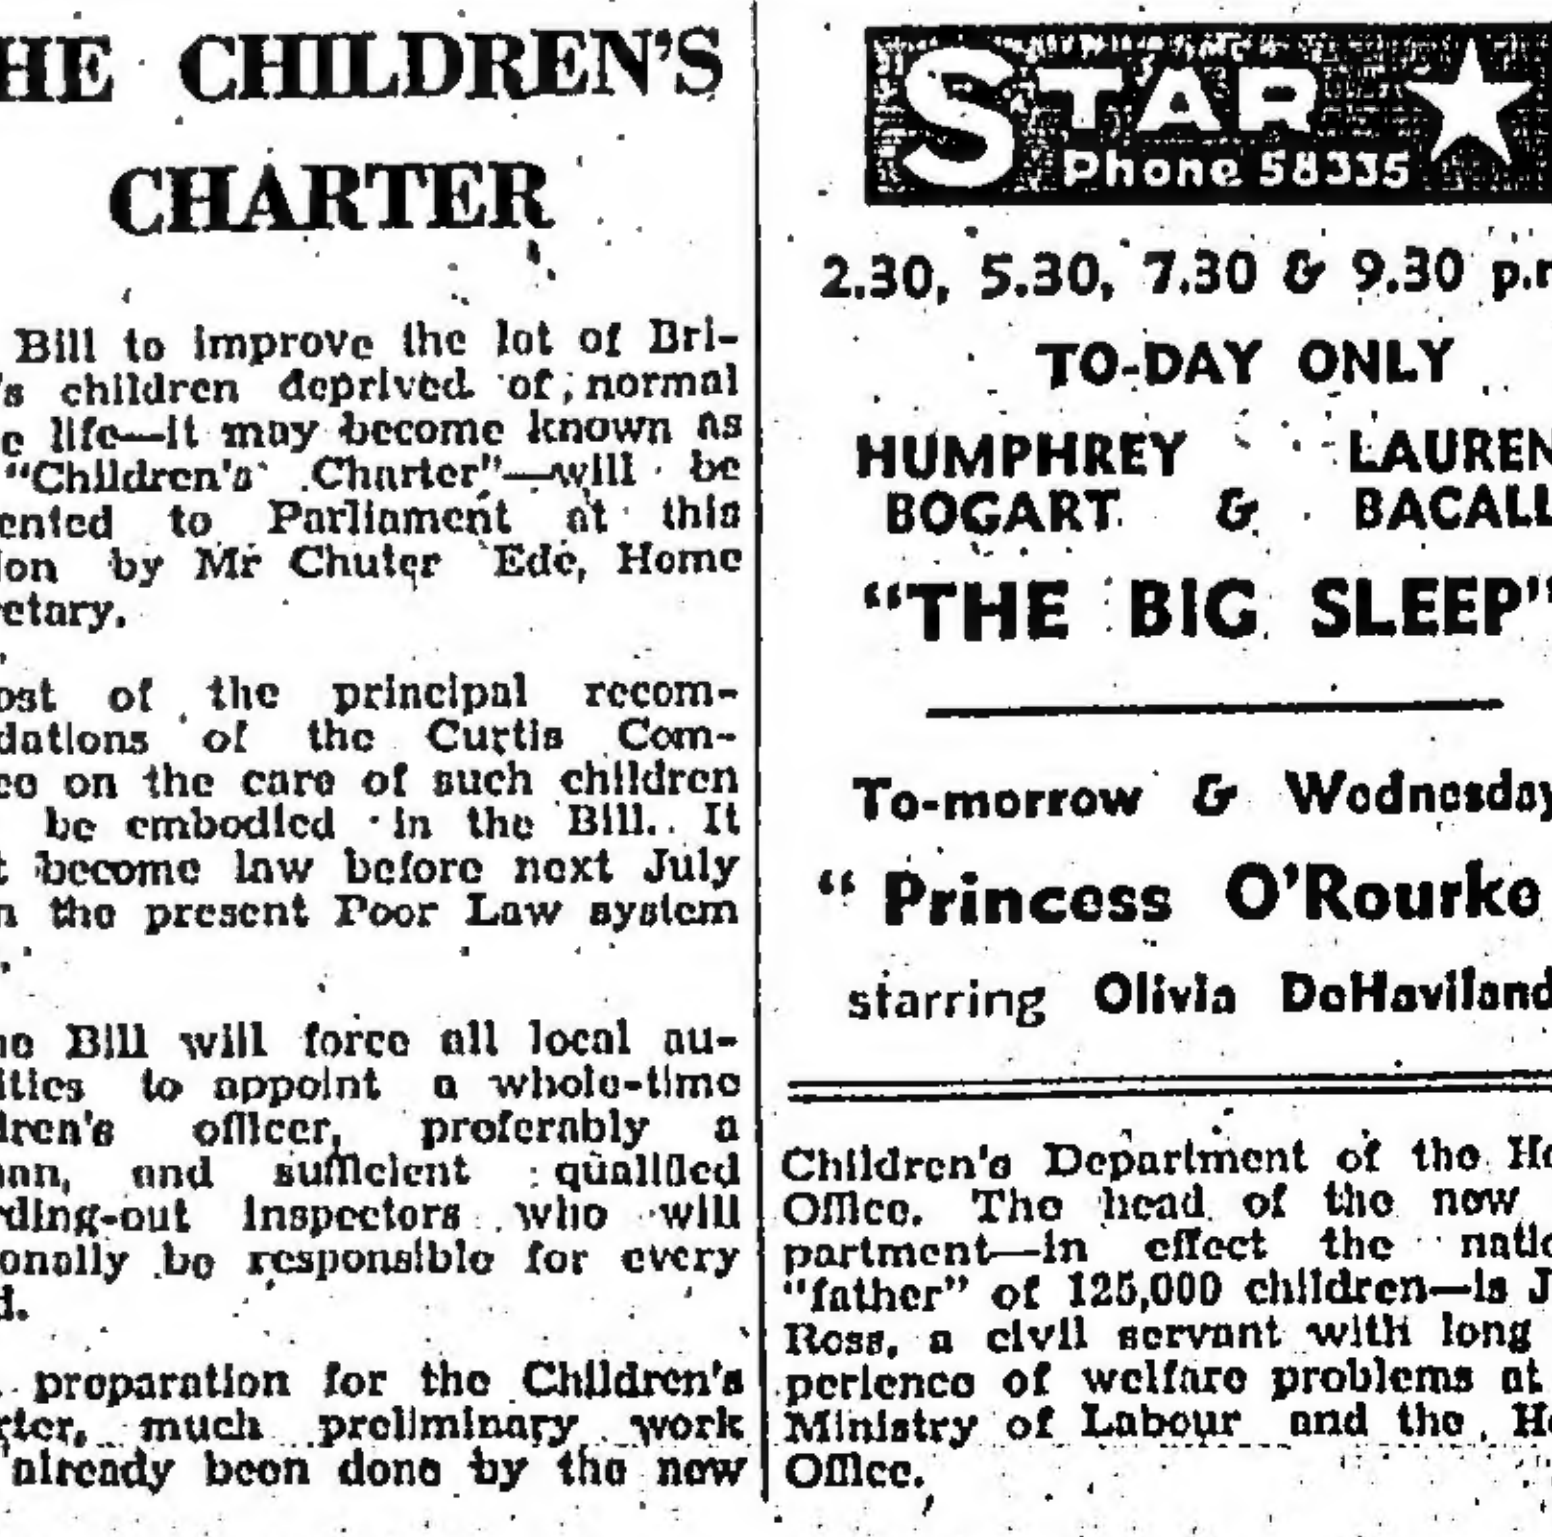 HE CHILDREN'S
CHARTER
Bill to improve the lot of Bri-
's children deprived of normal
e life—it may become known as
"Children's Charter"—will be
ented to Parliament at this
ion by Mr Chuter Ede, Home
retary.
ost of the principal recom-
dations of the Curtis Com-
ee on the care of such children
be embodied in the Bill. It
t become law before next July
n the present Poor Law system
.
he Bill will force all local au-
ities to appoint a whole-time
dren's officer, preferably a
man, and sufficient qualified
rding-out inspectors who will
onally be responsible for every
d.
preparation for the Children's
rter, much preliminary work
already been done by the new
STAR
Phone 58335
2.30, 5.30, 7.30 & 9.30 p.m
TO-DAY ONLY
HUMPHREY LAUREN
BOGART & BACALL
"THE BIG SLEEP"
To-morrow & Wednesday
"Princess O'Rourke
starring Olivia DeHaviland
Children's Department of the Ho
Office. The head of the new
partment—in effect the natio
"father" of 125,000 children—is J
Ross, a civil servant with long
perience of welfare problems at
Ministry of Labour and the Ho
Office.